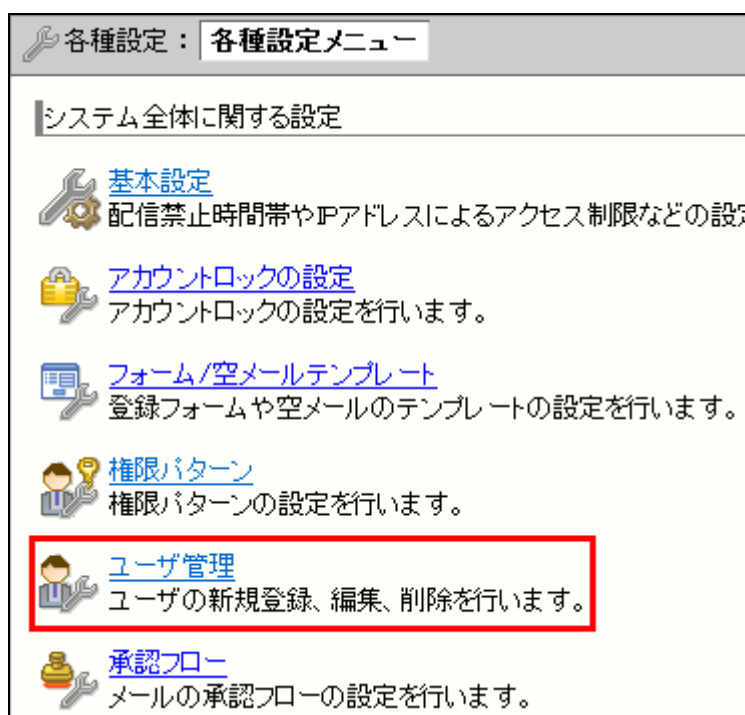 各種設定： 各種設定メニュー
システム全体に関する設定
基本設定
配信禁止時間帯やIPアドレスによるアクセス制限などの設
アカウントロックの設定
アカウントロックの設定を行います。
フォーム/空メールテンプレート
登録フォームや空メールのテンプレートの設定を行います。
権限パターン
権限パターンの設定を行います。
ユーザ管理
ユーザの新規登録、編集、削除を行います。
承認フロー
メールの承認フローの設定を行います。